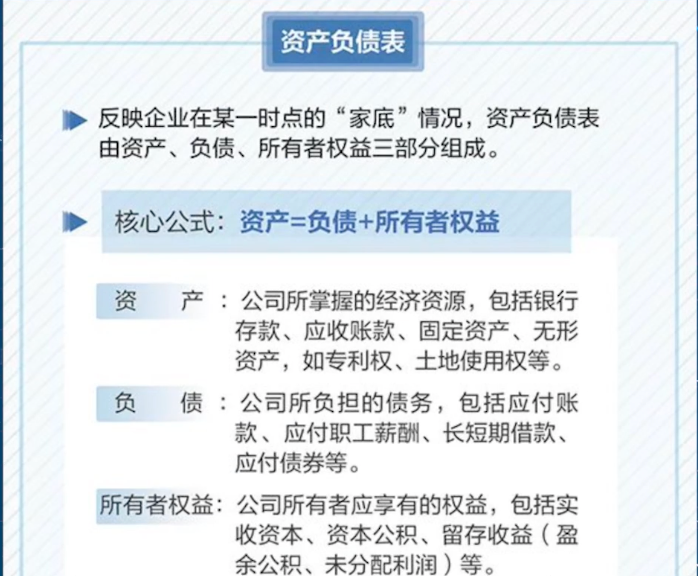 资产负债表
反映企业在某一时点的“家底”情况，资产负债表
由资产、负债、所有者权益三部分组成。
核心公式：资产=负债+所有者权益
资 产 ：公司所掌握的经济资源，包括银行
存款、应收账款、固定资产、无形
资产，如专利权、土地使用权等。
负 债 ：公司所负担的债务，包括应付账
款、应付职工薪酬、长短期借款、
应付债券等。
所有者权益：公司所有者应享有的权益，包括实
收资本、资本公积、留存收益（盈
余公积、未分配利润）等。